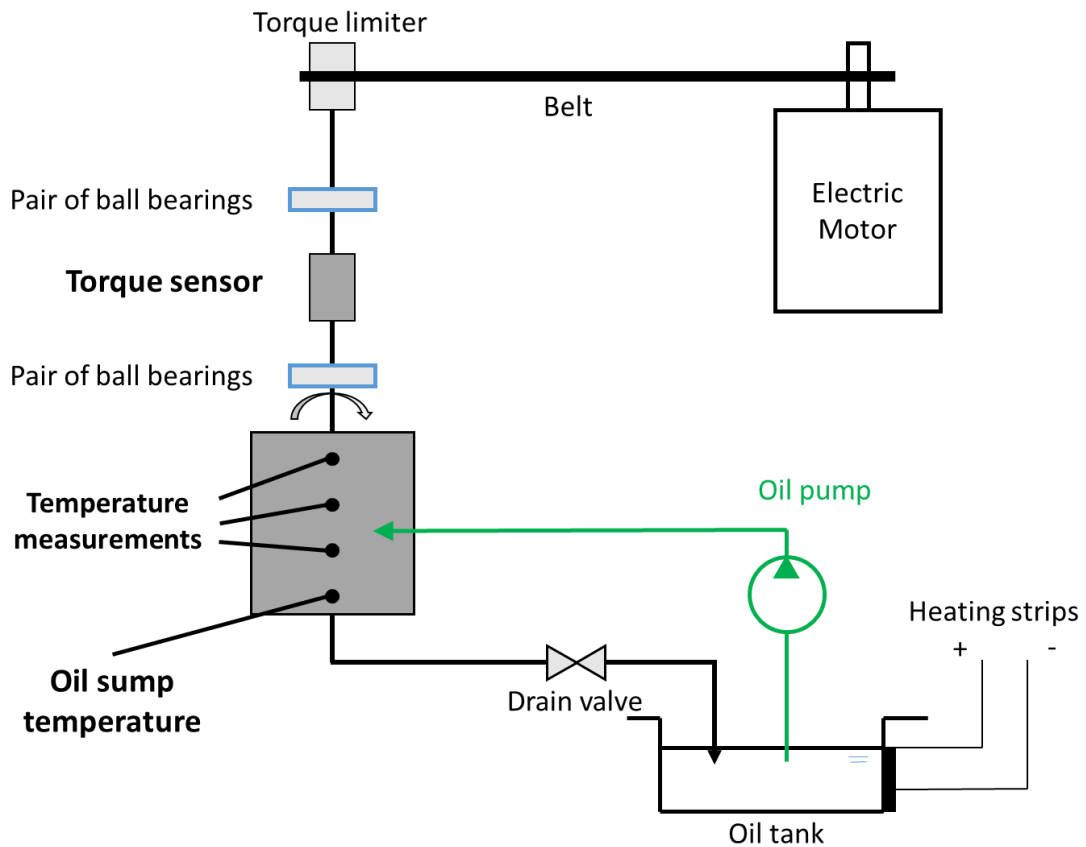 Torque limiter
Belt
Pair of ball bearings
Electric
Motor
Torque sensor
Pair of ball bearings
Temperature
measurements
Oil pump
Heating strips
+ -
Oil sump
temperature
Drain valve
Oil tank